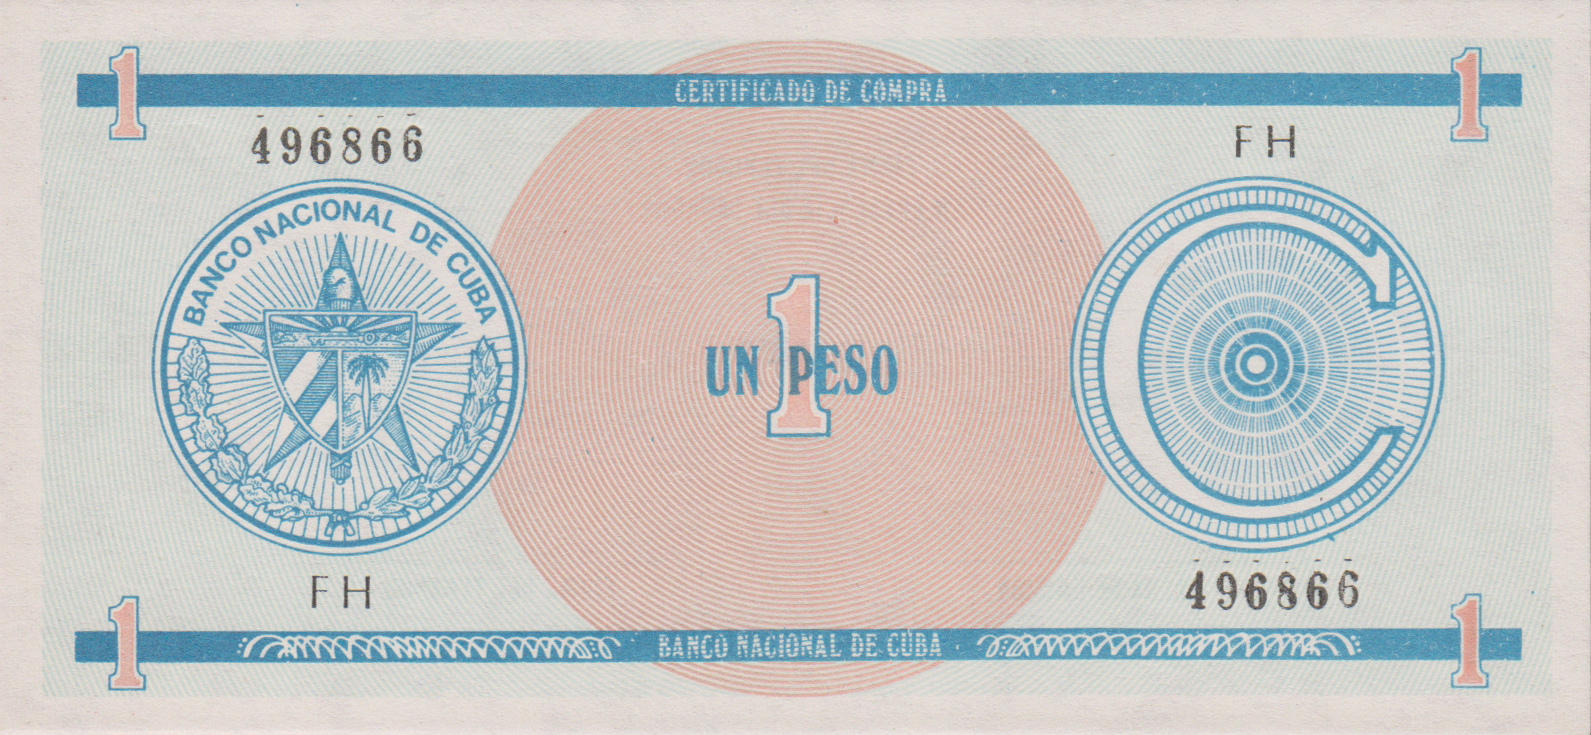 1
CERTIFICADO DE COMPRA
1
496866
FH
BANCO NACIONAL DE CUBA
C
1
UN PESO
FH
496866
1
BANCO NACIONAL DE CUBA
1